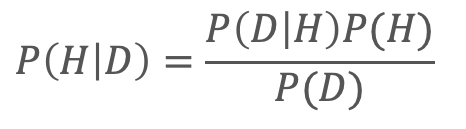 P(H|D) = P(D|H)P(H) / P(D)